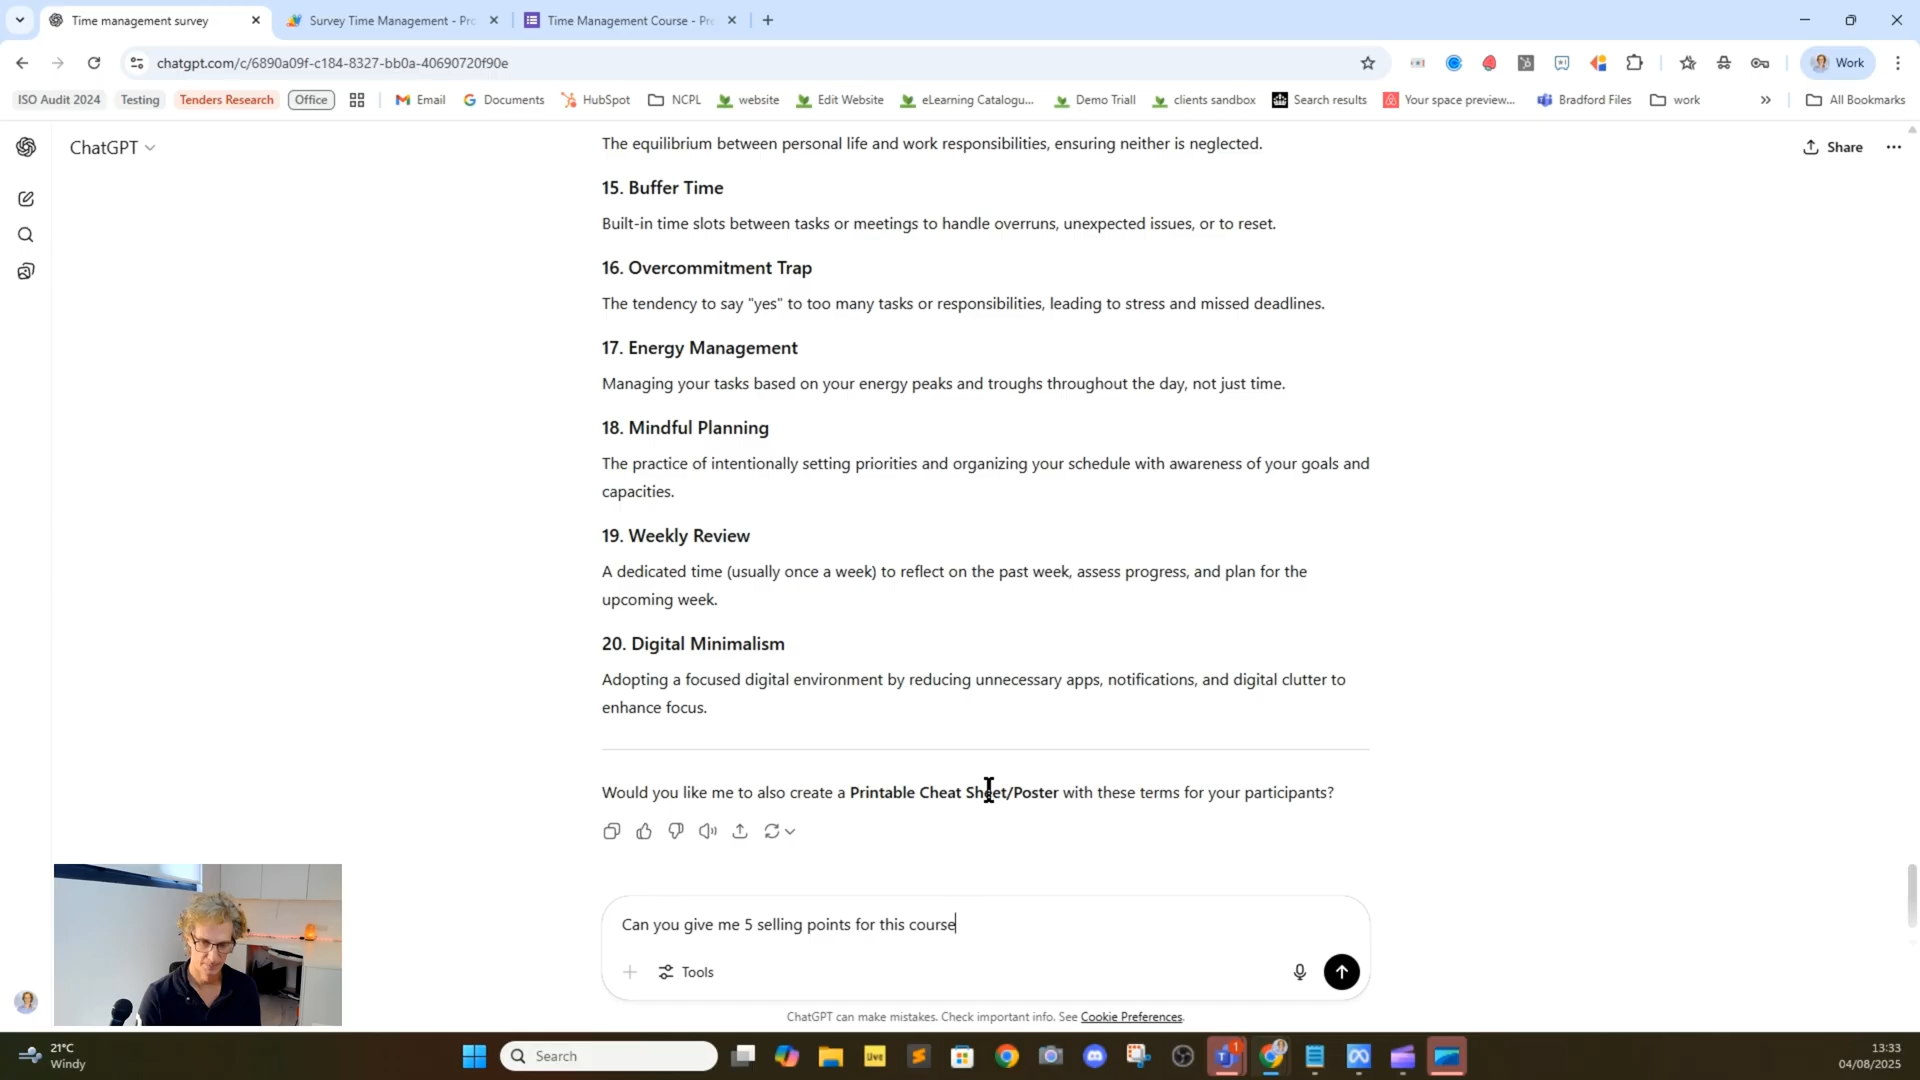 Time management survey
Survey Time Management - Pro
Time Management Course - Pre
chatgpt.com/c/6890a09f-c184-8327-bb0a-40690720f90e
Work
ISO Audit 2024
Testing
Tenders Research
Office
Email
Documents
HubSpot
NCPL
website
Edit Website
eLearning Catalogu...
Demo Triall
clients sandbox
Search results
Your space preview...
Bradford Files
work
All Bookmarks
ChatGPT
Share
The equilibrium between personal life and work responsibilities, ensuring neither is neglected.
15. Buffer Time
Built-in time slots between tasks or meetings to handle overruns, unexpected issues, or to reset.
16. Overcommitment Trap
The tendency to say "yes" to too many tasks or responsibilities, leading to stress and missed deadlines.
17. Energy Management
Managing your tasks based on your energy peaks and troughs throughout the day, not just time.
18. Mindful Planning
The practice of intentionally setting priorities and organizing your schedule with awareness of your goals and
capacities.
19. Weekly Review
A dedicated time (usually once a week) to reflect on the past week, assess progress, and plan for the
upcoming week.
20. Digital Minimalism
Adopting a focused digital environment by reducing unnecessary apps, notifications, and digital clutter to
enhance focus.
Would you like me to also create a Printable Cheat Sheet/Poster with these terms for your participants?
Can you give me 5 selling points for this course
Tools
ChatGPT can make mistakes. Check important info. See Cookie Preferences.
21°C
Windy
Search
live
1
13:33
04/08/2025